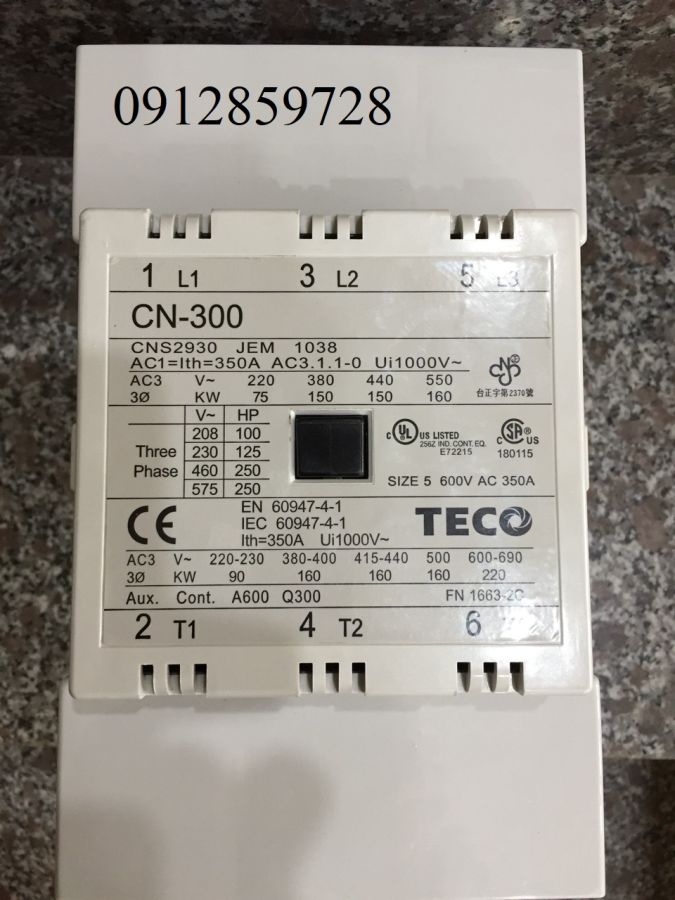 0912859728
1 L1 3 L2 5 L3
CN-300
CNS2930 JEM 1038
AC1=Ith=350A AC3.1.1-0 Ui1000V~
AC3 V~ 220 380 440 550
3Ø KW 75 150 150 160
台正字第2370號
V~ HP
208 100
Three Phase
230 125
460 250
575 250
c UL US LISTED
256Z IND. CONT. EQ.
E72215
c SA US
180115
SIZE 5 600V AC 350A
CE
EN 60947-4-1
IEC 60947-4-1
Ith=350A Ui1000V~
TECO
AC3 V~ 220-230 380-400 415-440 500 600-690
3Ø KW 90 160 160 160 220
Aux. Cont. A600 Q300 FN 1663-2C
2 T1 4 T2 6